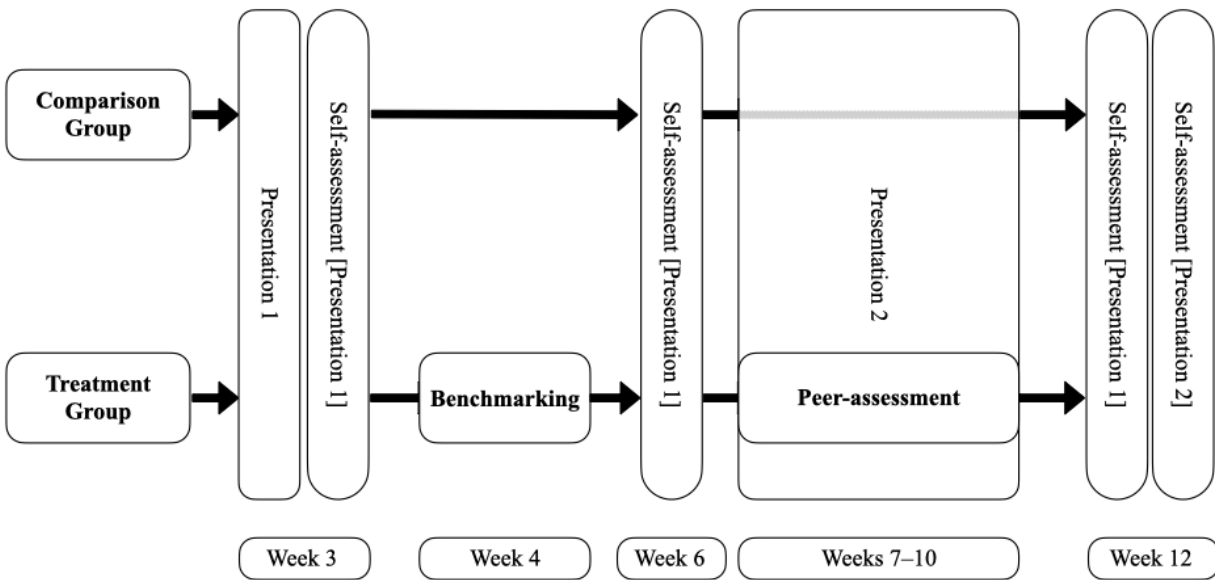 Comparison
Group
Presentation 1
Self-assessment [Presentation 1]
Self-assessment [Presentation 1]
Presentation 2
Self-assessment [Presentation 1]
Self-assessment [Presentation 2]
Treatment
Group
Benchmarking
Peer-assessment
Week 3
Week 4
Week 6
Weeks 7–10
Week 12